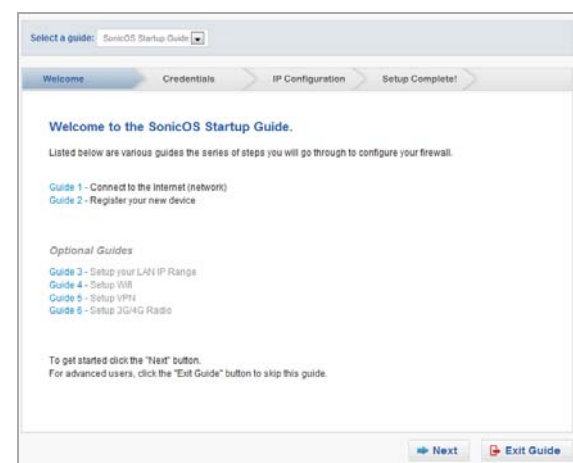 Select a guide: SonicOS Startup Guide
Welcome Credentials IP Configuration Setup Complete!
Welcome to the SonicOS Startup Guide.
Listed below are various guides the series of steps you will go through to configure your firewall.
Guide 1 - Connect to the Internet (network)
Guide 2 - Register your new device
Optional Guides
Guide 3 - Setup your LAN IP Range
Guide 4 - Setup Wifi
Guide 5 - Setup VPN
Guide 6 - Setup 3G/4G Radio
To get started click the "Next" button.
For advanced users, click the "Exit Guide" button to skip this guide.
Next Exit Guide